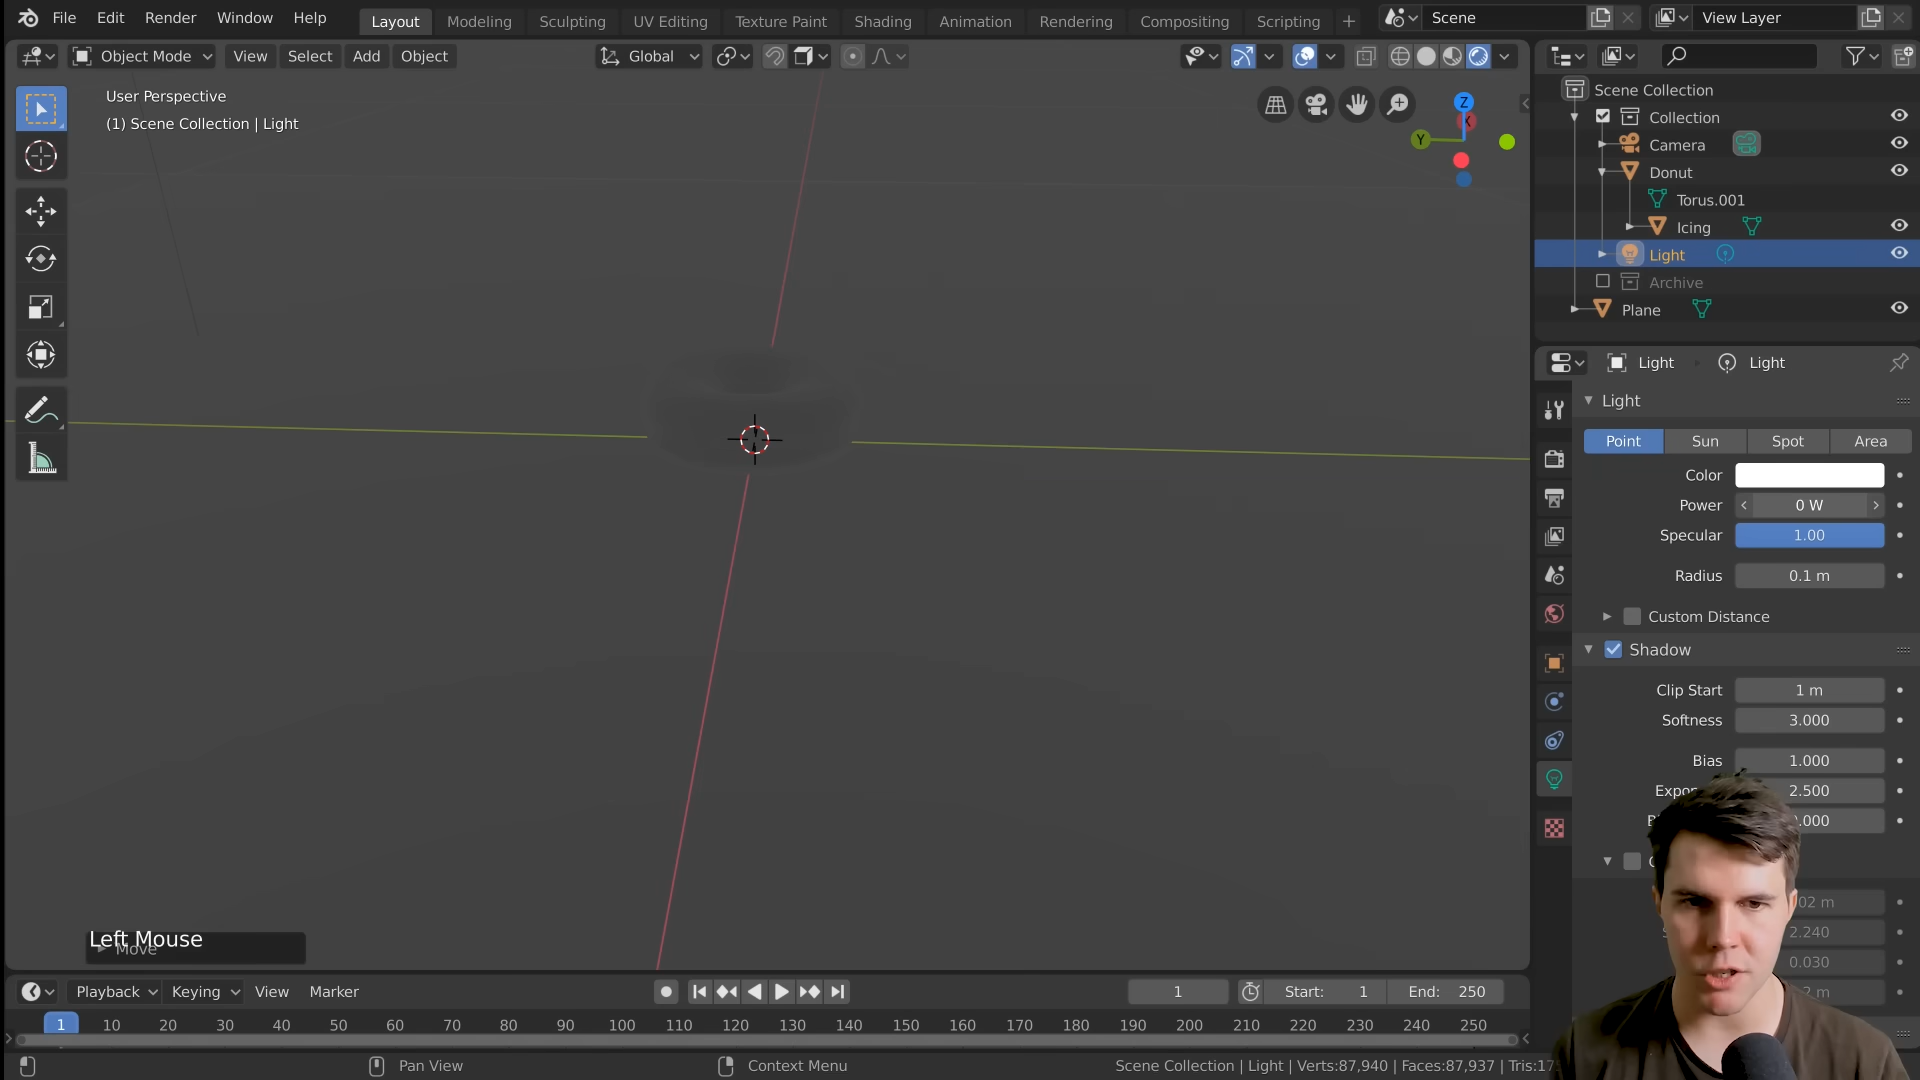 File Edit Render Window Help
Layout Modeling Sculpting UV Editing Texture Paint Shading Animation Rendering Compositing Scripting
Scene
View Layer
Object Mode View Select Add Object
Global
User Perspective
(1) Scene Collection | Light
Z
X
Y
Scene Collection
Collection
Camera
Donut
Torus.001
Icing
Light
Archive
Plane
Light Light
Light
Point Sun Spot Area
Color
Power 0 W
Specular 1.00
Radius 0.1 m
Custom Distance
Shadow
Clip Start 1 m
Softness 3.000
Bias 1.000
2.500
2.240
0.030
Left Mouse
Move
Playback Keying View Marker
1
Start: 1
End: 250
1 10 20 30 40 50 60 70 80 90 100 110 120 130 140 150 160 170 180 190 200 210 220 230 240 250
Pan View
Context Menu
Scene Collection | Light | Verts:87,940 | Faces:87,937 |